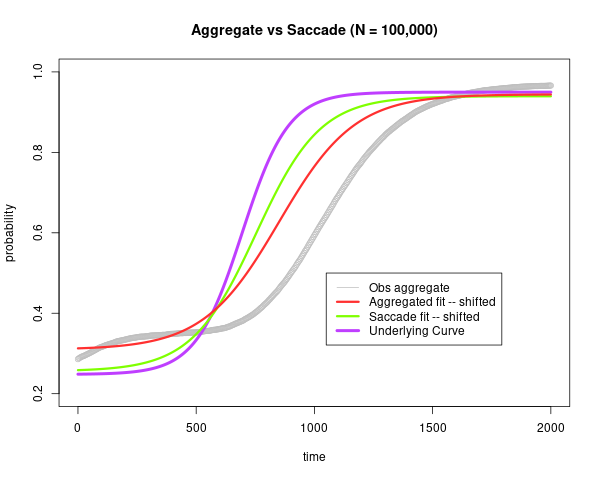 Aggregate vs Saccade (N = 100,000)
probability
1.0
0.8
0.6
0.4
0.2
Obs aggregate
Aggregated fit -- shifted
Saccade fit -- shifted
Underlying Curve
0 500 1000 1500 2000
time